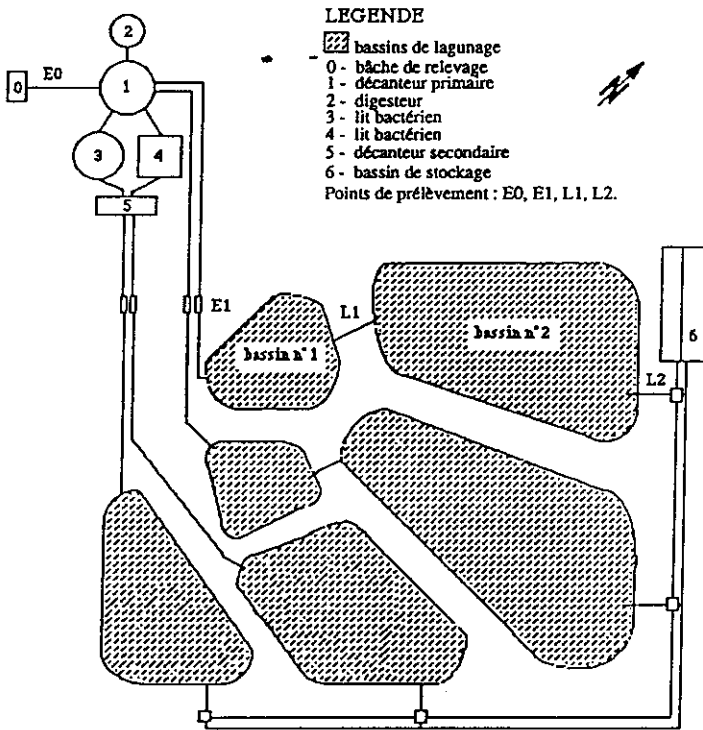 LEGENDE
bassins de lagunage
0 - bâche de relevage
1 - décanteur primaire
2 - digesteur
3 - lit bactérien
4 - lit bactérien
5 - décanteur secondaire
6 - bassin de stockage
Points de prélèvement : E0, E1, L1, L2.
2
E0
0
1
3
4
5
E1
L1
bassin n° 1
bassin n° 2
6
L2